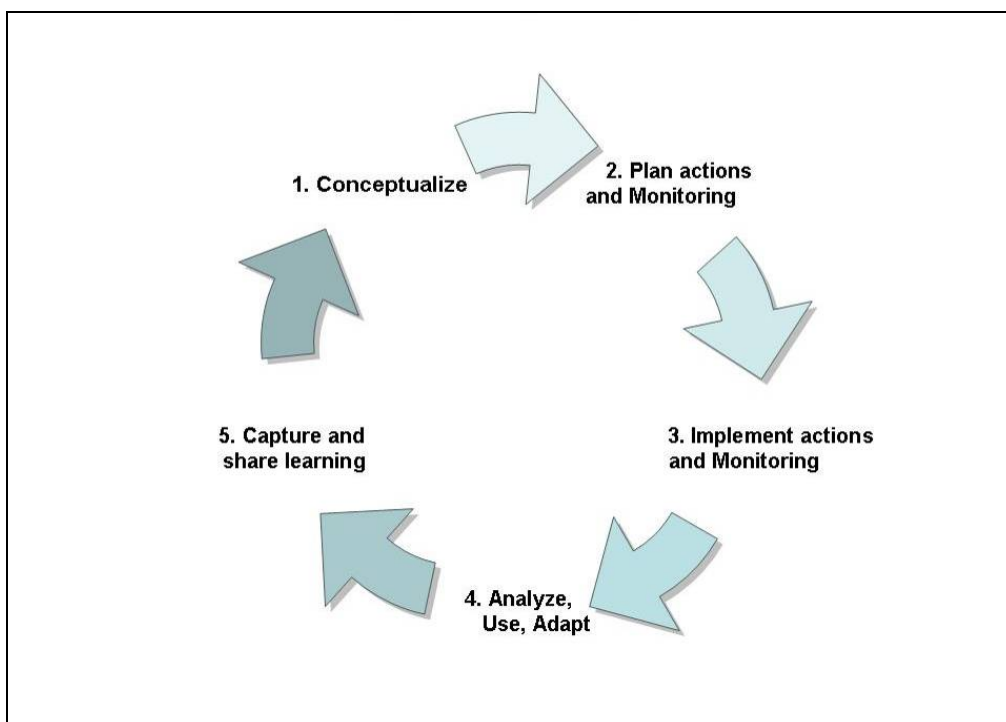 1. Conceptualize
2. Plan actions
and Monitoring
3. Implement actions
and Monitoring
4. Analyze,
Use, Adapt
5. Capture and
share learning